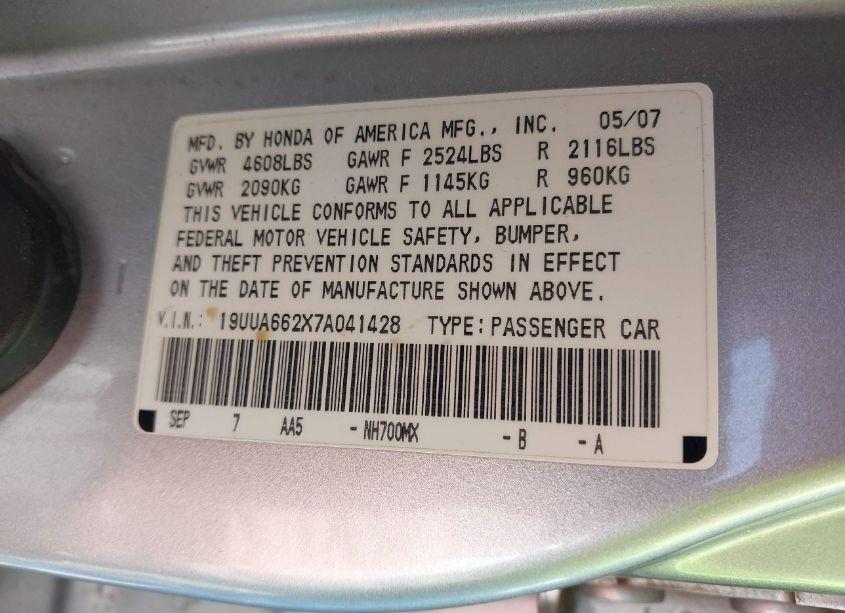 MFD. BY HONDA OF AMERICA MFG., INC. 05/07
GVWR 4608LBS GAWR F 2524LBS R 2116LBS
GVWR 2090KG GAWR F 1145KG R 960KG
THIS VEHICLE CONFORMS TO ALL APPLICABLE
FEDERAL MOTOR VEHICLE SAFETY, BUMPER,
AND THEFT PREVENTION STANDARDS IN EFFECT
ON THE DATE OF MANUFACTURE SHOWN ABOVE.
V.I.N.: 19UUA662X7A041428 TYPE: PASSENGER CAR
SEP 7 AA5 - NH700MX - B - A